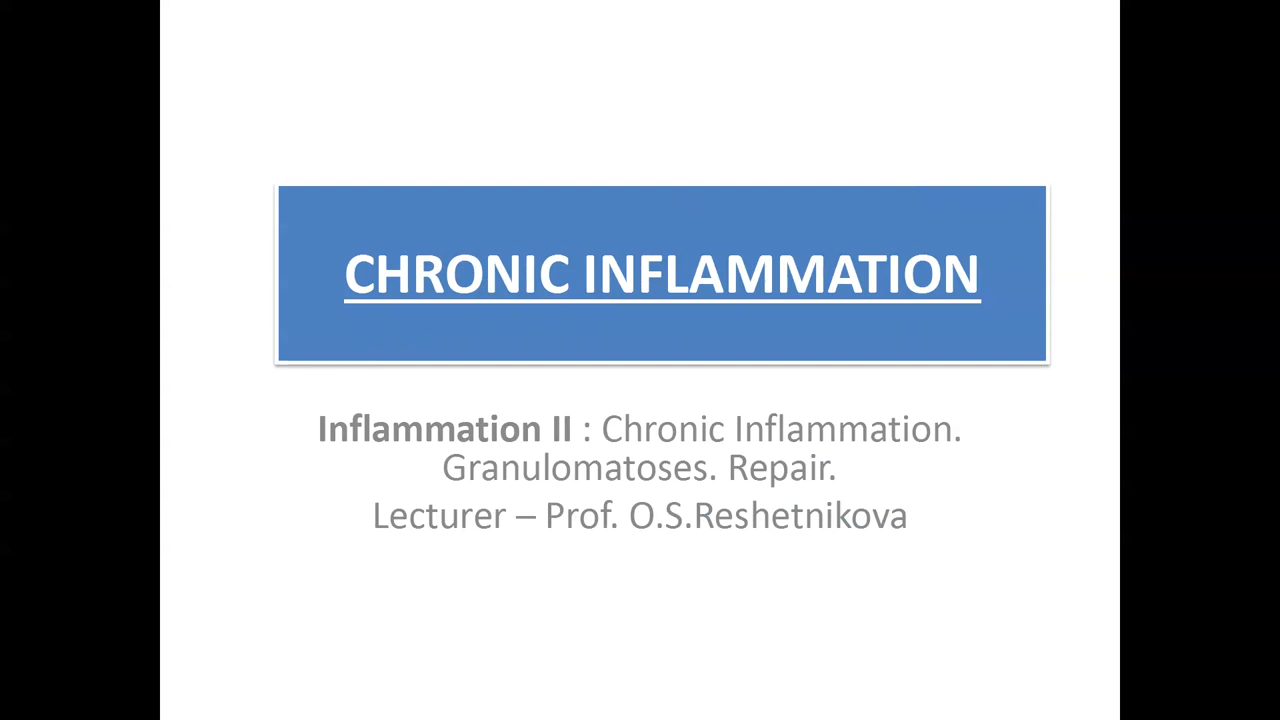 CHRONIC INFLAMMATION
Inflammation II : Chronic Inflammation.
Granulomatoses. Repair.
Lecturer – Prof. O.S.Reshetnikova